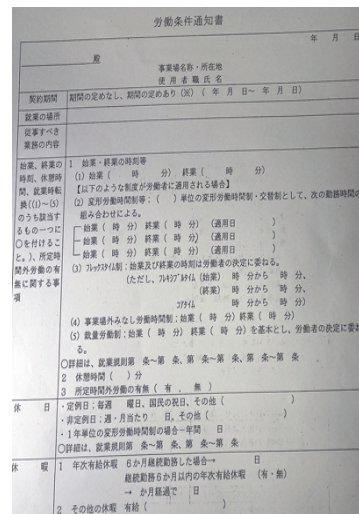 労働条件通知書
年 月 日
殿
事業場名称・所在地
使用者職氏名
契約期間 期間の定めなし、期間の定めあり(※)( 年 月 日~ 年 月 日)
就業の場所
従事すべき
業務の内容
始業、終業の
時刻、休憩時
間、就業時転
換((1)~(5)
のうち該当す
るもの一つに
○を付けるこ
と。)、所定時
間外労働の有
無に関する事
項
1 始業・終業の時刻等
(1) 始業( 時 分) 終業( 時 分)
【以下のような制度が労働者に適用される場合】
(2) 変形労働時間制等;( )単位の変形労働時間制・交替制として、次の勤務時間の
組み合わせによる。
始業( 時 分) 終業( 時 分) (適用日 )
始業( 時 分) 終業( 時 分) (適用日 )
始業( 時 分) 終業( 時 分) (適用日 )
(3) フレックスタイム制;始業及び終業の時刻は労働者の決定に委ねる。
(ただし、フレキシブルタイム(始業) 時 分から 時 分、
(終業) 時 分から 時 分、
コアタイム 時 分から 時 分)
(4) 事業場外みなし労働時間制;始業( 時 分)終業( 時 分)
(5) 裁量労働制;始業( 時 分)終業( 時 分)を基本とし、労働者の決定に委ね
る。
○詳細は、就業規則第 条~第 条、第 条~第 条、第 条~第 条
2 休憩時間( )分
3 所定時間外労働の有無( 有 , 無 )
休 日 ・定例日;毎週 曜日、国民の祝日、その他( )
・非定例日;週・月当たり 日、その他( )
・1年単位の変形労働時間制の場合-年間 日
○詳細は、就業規則第 条~第 条、第 条~第 条
休 暇 1 年次有給休暇 6か月継続勤務した場合→ 日
継続勤務6か月以内の年次有給休暇 (有・無)
→ か月経過で 日
2 その他の休暇 有給( )